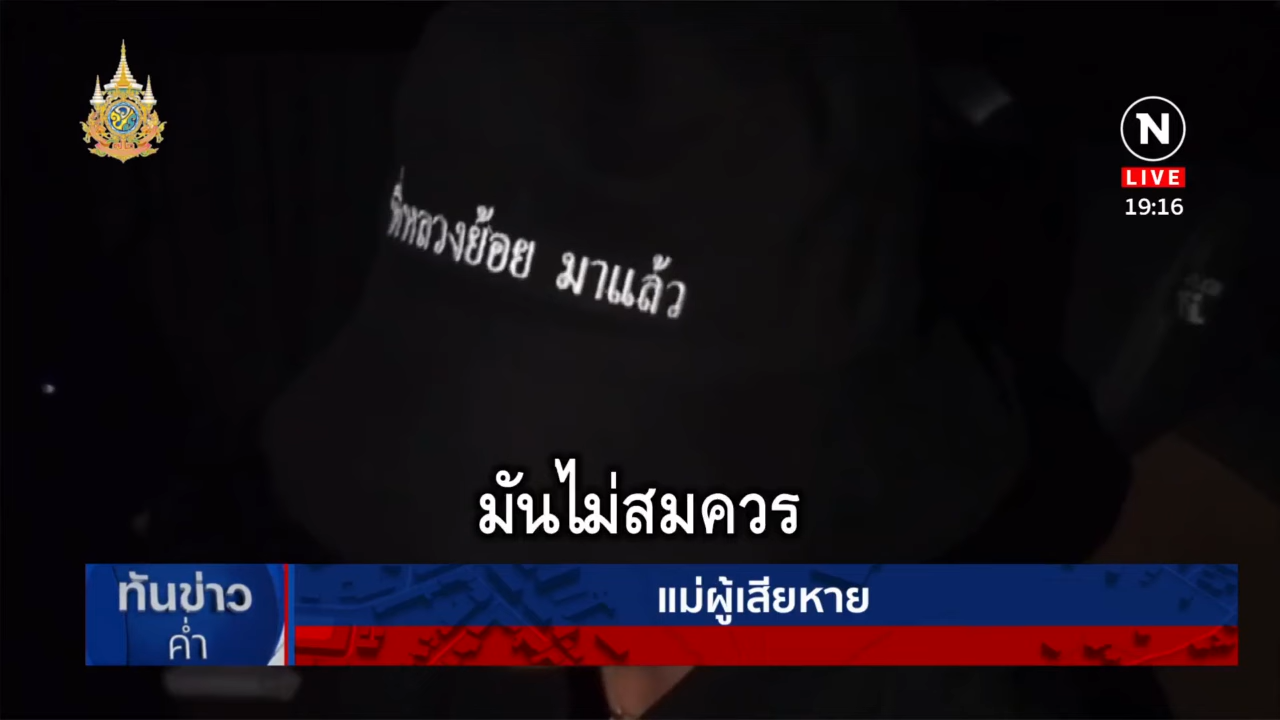 N
LIVE
19:16
พี่หลวงย้อย มาแล้ว
มันไม่สมควร
ทันข่าว
ค่ำ
แม่ผู้เสียหาย